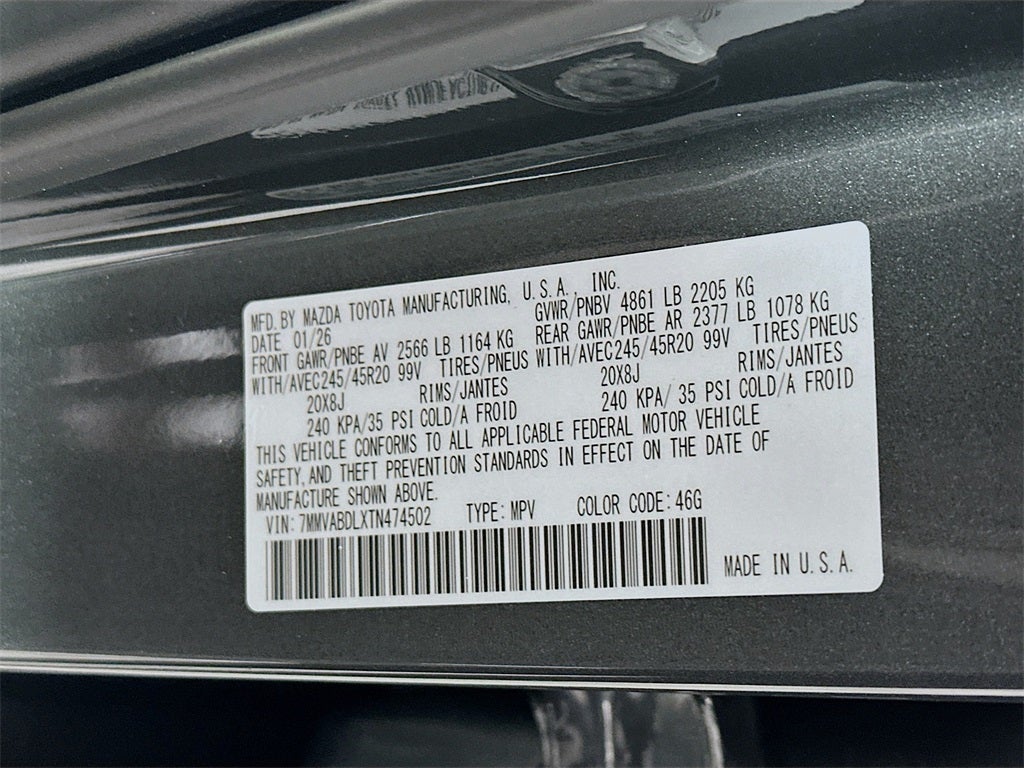 MFD. BY MAZDA TOYOTA MANUFACTURING, U.S.A., INC.
DATE 01/26 GVWR/PNBV 4861 LB 2205 KG
FRONT GAWR/PNBE AV 2566 LB 1164 KG REAR GAWR/PNBE AR 2377 LB 1078 KG
WITH/AVEC245/45R20 99V TIRES/PNEUS WITH/AVEC245/45R20 99V TIRES/PNEUS
20X8J RIMS/JANTES 20X8J RIMS/JANTES
240 KPA/35 PSI COLD/A FROID 240 KPA/ 35 PSI COLD/A FROID
THIS VEHICLE CONFORMS TO ALL APPLICABLE FEDERAL MOTOR VEHICLE
SAFETY, AND THEFT PREVENTION STANDARDS IN EFFECT ON THE DATE OF
MANUFACTURE SHOWN ABOVE.
VIN: 7MMVABDLXTN474502 TYPE: MPV COLOR CODE: 46G
MADE IN U.S.A.